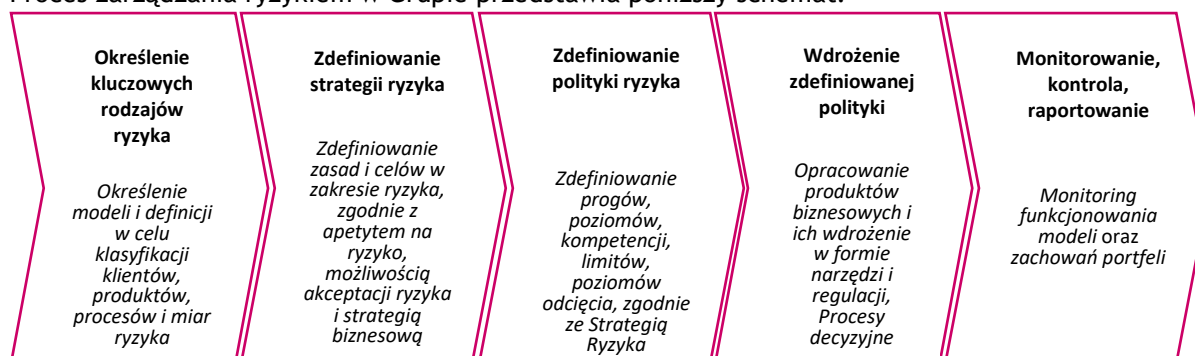 Proces zarządzania ryzykiem w Grupie przedstawia poniższy schemat:
Określenie
kluczowych
rodzajów
ryzyka
Określenie
modeli i definicji
w celu
klasyfikacji
klientów,
produktów,
procesów i miar
ryzyka
Zdefiniowanie
strategii ryzyka
Zdefiniowanie
zasad i celów w
zakresie ryzyka,
zgodnie z
apetytem na
ryzyko,
możliwością
akceptacji ryzyka
i strategią
biznesową
Zdefiniowanie
polityki ryzyka
Zdefiniowanie
progów,
poziomów,
kompetencji,
limitów,
poziomów
odcięcia, zgodnie
ze Strategią
Ryzyka
Wdrożenie
zdefiniowanej
polityki
Opracowanie
produktów
biznesowych i
ich wdrożenie
w formie
narzędzi i
regulacji,
Procesy
decyzyjne
Monitorowanie,
kontrola,
raportowanie
Monitoring
funkcjonowania
modeli oraz
zachowań portfeli